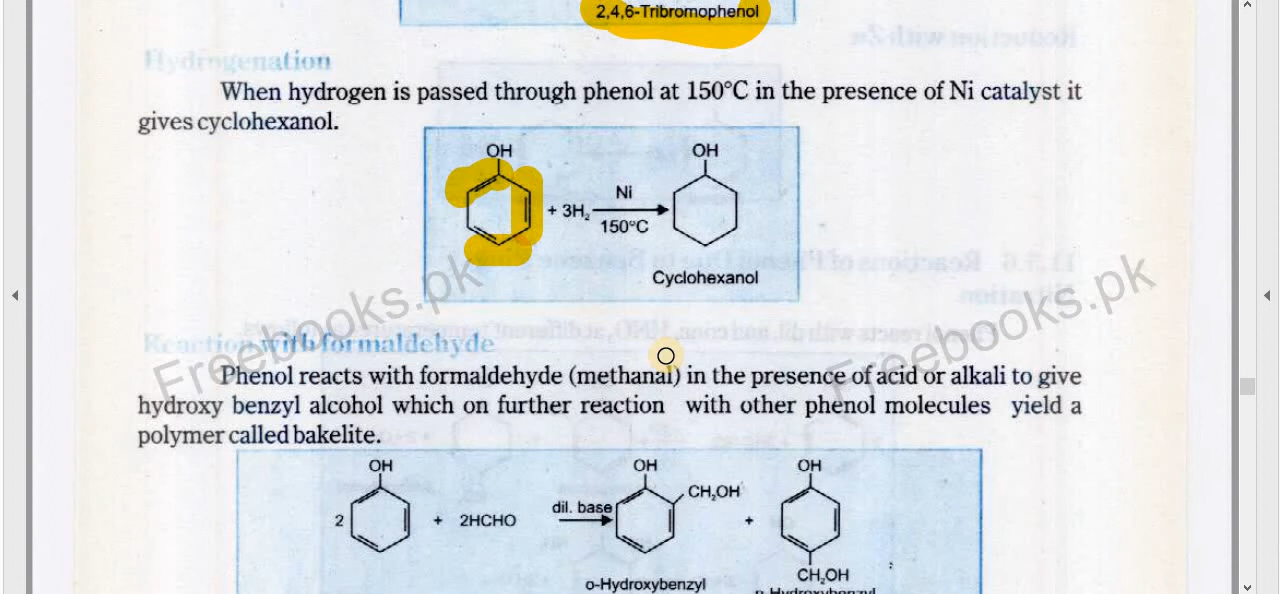 2,4,6-Tribromophenol
Hydrogenation
When hydrogen is passed through phenol at 150°C in the presence of Ni catalyst it
gives cyclohexanol.
OH
OH
+ 3H₂
Ni
150°C
Cyclohexanol
Freebooks.pk
Freebooks.pk
Reaction with formaldehyde
Phenol reacts with formaldehyde (methanal) in the presence of acid or alkali to give
hydroxy benzyl alcohol which on further reaction with other phenol molecules yield a
polymer called bakelite.
OH
OH
OH
2
+ 2HCHO
dil. base
CH₂OH
+
CH₂OH
o-Hydroxybenzyl
p-Hydroxybenzyl